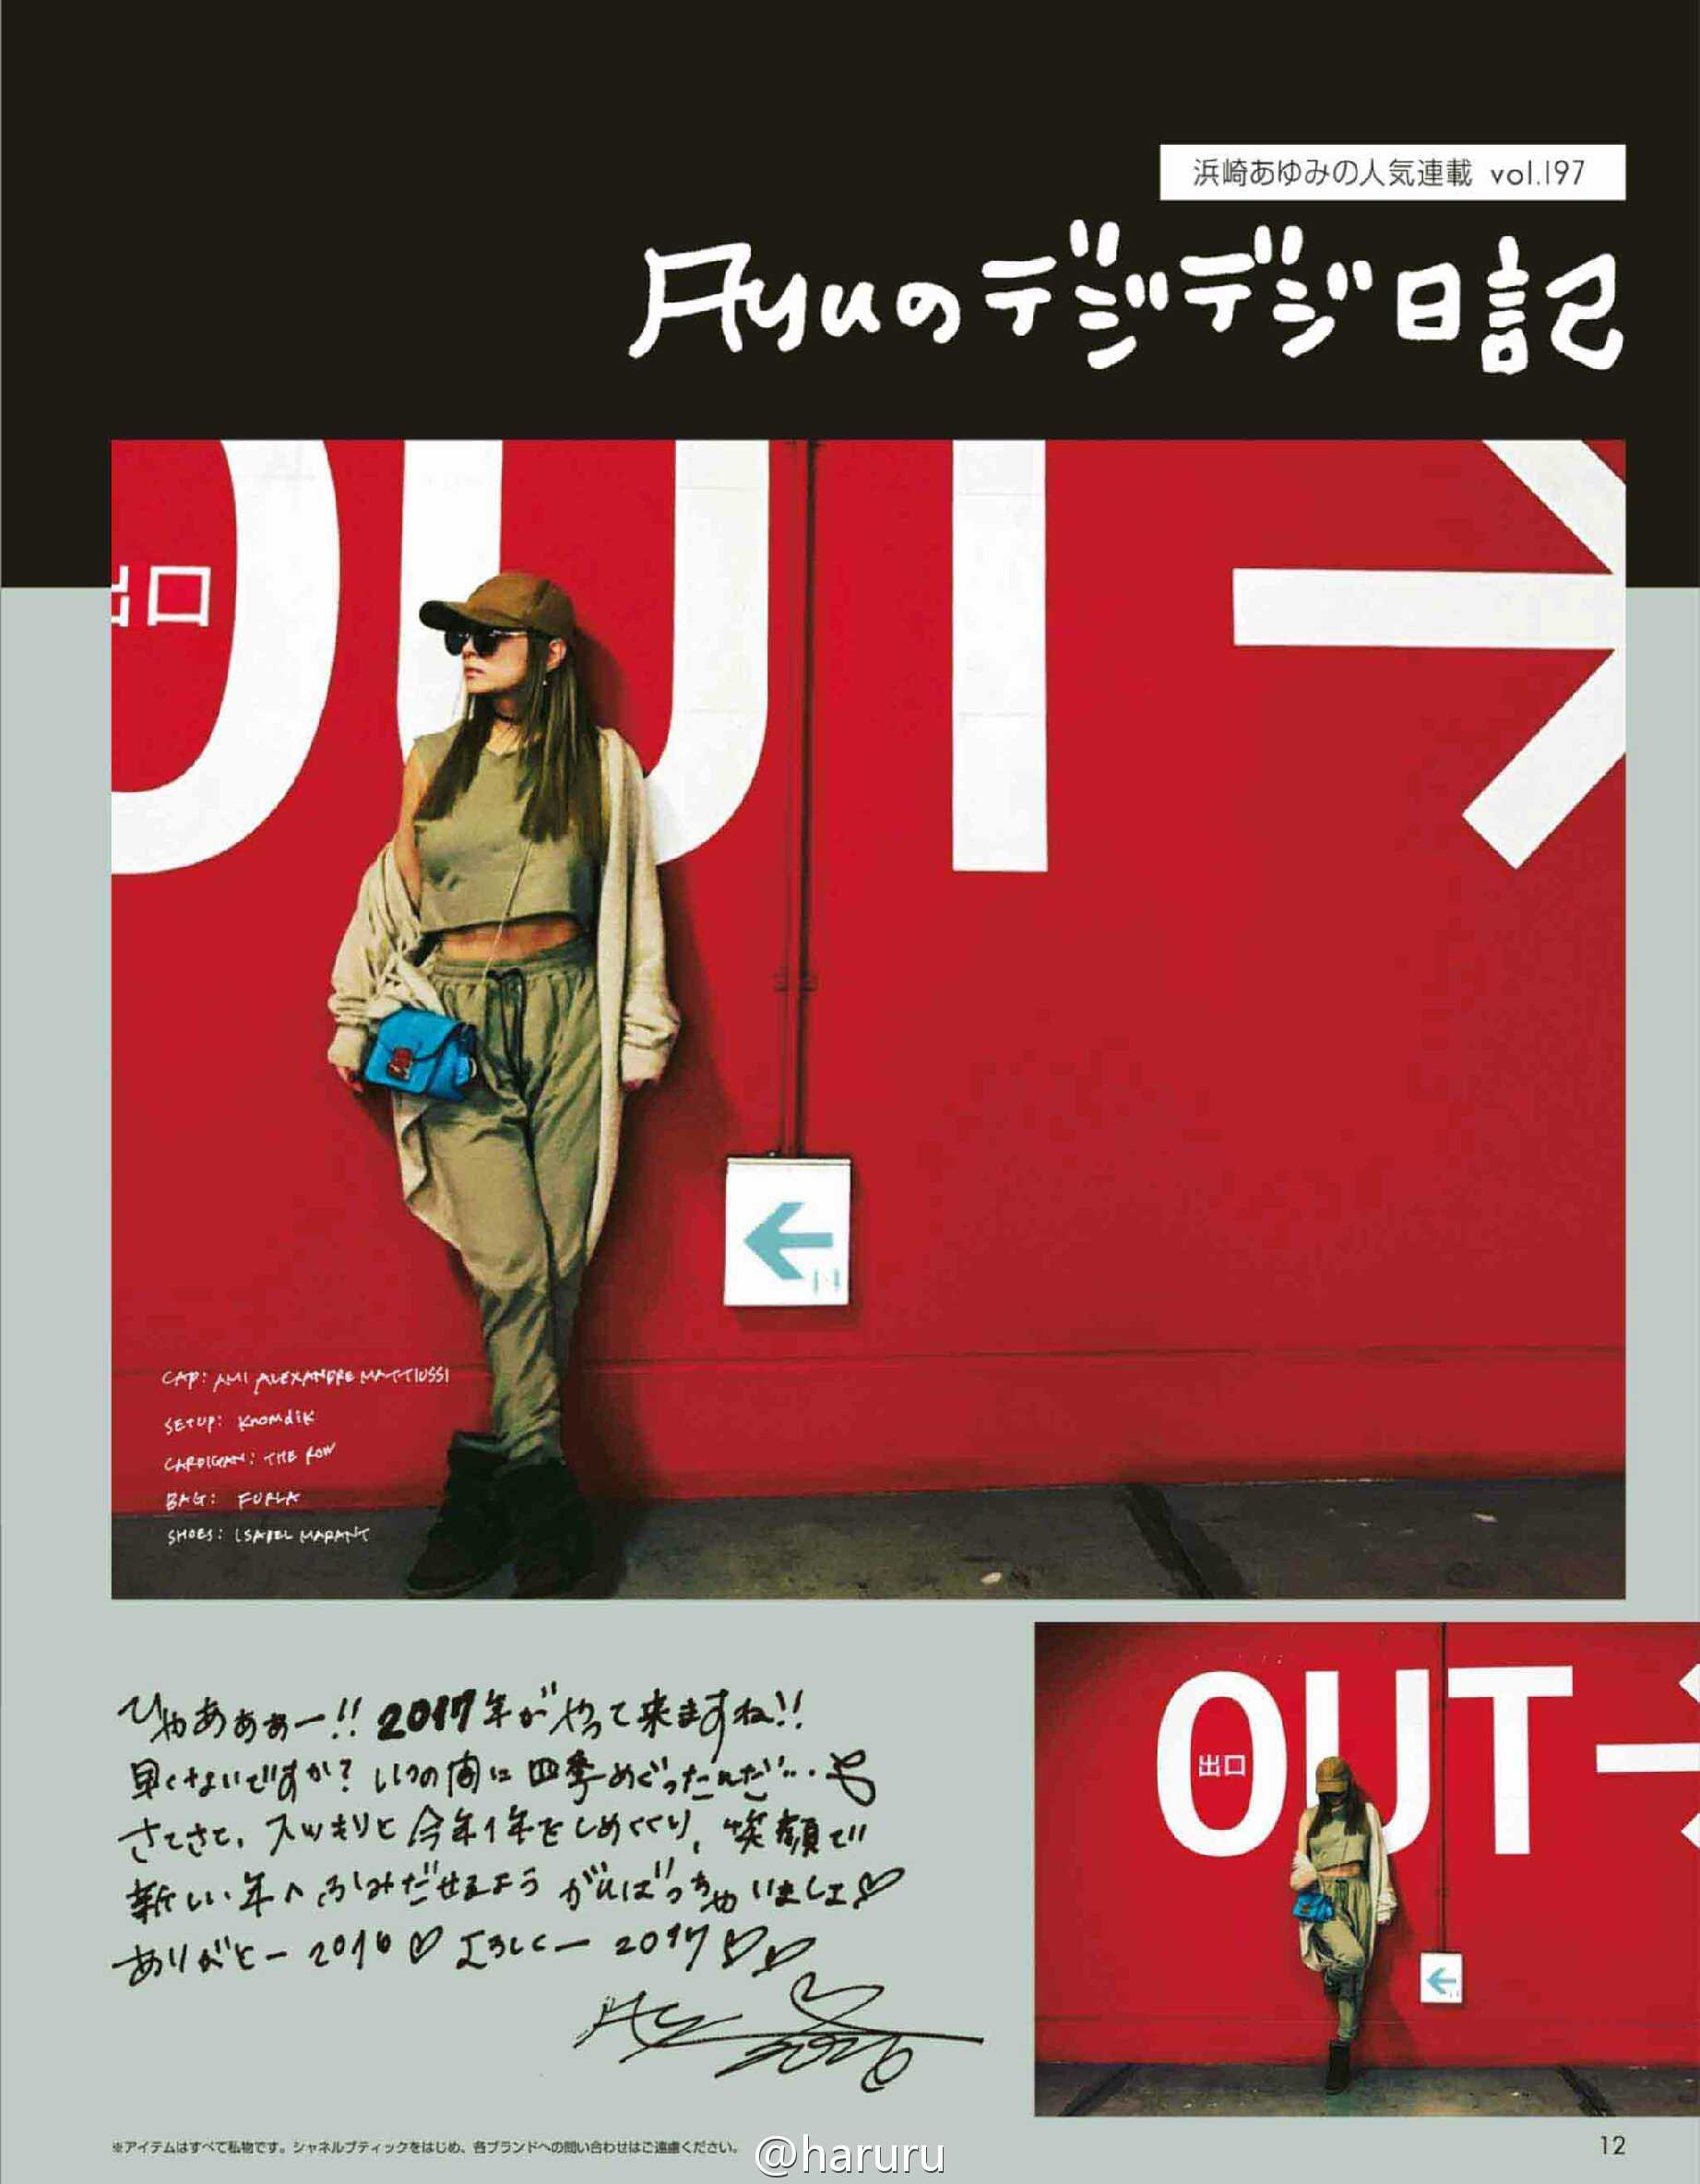 浜崎あゆみの人気連載 vol.197
Ayuのデジデジ日記
OUT→
出口
CAP: AMI ALEXANDRE MATTIUSSI
SETUP: KnOMdiK
CARDIGAN: THE ROW
BAG: FURLA
SHOES: ISABEL MARANT
ひゃあああー!! 2017年がやって来ますね!!
早くないですか? いつの間に四季めぐったんだ…
さてさて、スッキリと今年1年をしめくくり、笑顔で
新しい年へふみだせるよう がんばっちゃいましょ♡
ありがとー 2016♡ よろしくー 2017♡♡
Ayu 2016
OUT→
出口
※アイテムはすべて私物です。シャネルブティックをはじめ、各ブランドへの問い合わせはご遠慮ください。
@haruru
12